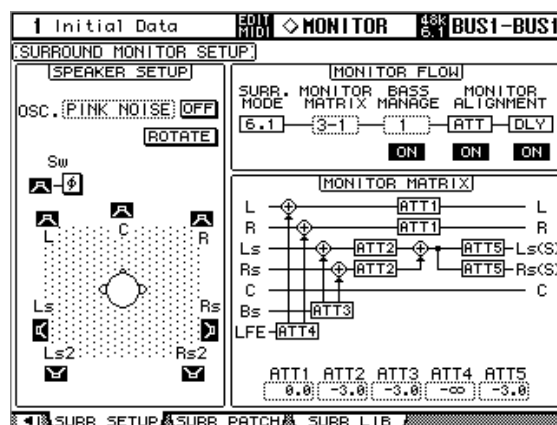 1 Initial Data EDIT MIDI ◇MONITOR 48k 6.1 BUS1-BUS1
SURROUND MONITOR SETUP
SPEAKER SETUP
OSC. PINK NOISE OFF
ROTATE
Sw
ϕ
L C R
Ls Rs
Ls2 Rs2
MONITOR FLOW
SURR. MODE MONITOR MATRIX BASS MANAGE MONITOR ALIGNMENT
6.1 3-1 1 ATT DLY
ON ON ON
MONITOR MATRIX
L ATT1 L
R ATT1 R
Ls ATT2 ATT5 Ls(S)
Rs ATT2 ATT5 Rs(S)
C C
Bs ATT3
LFE ATT4
ATT1 ATT2 ATT3 ATT4 ATT5
0.0 -3.0 -3.0 -∞ -3.0
SURR SETUP SURR PATCH SURR LIB